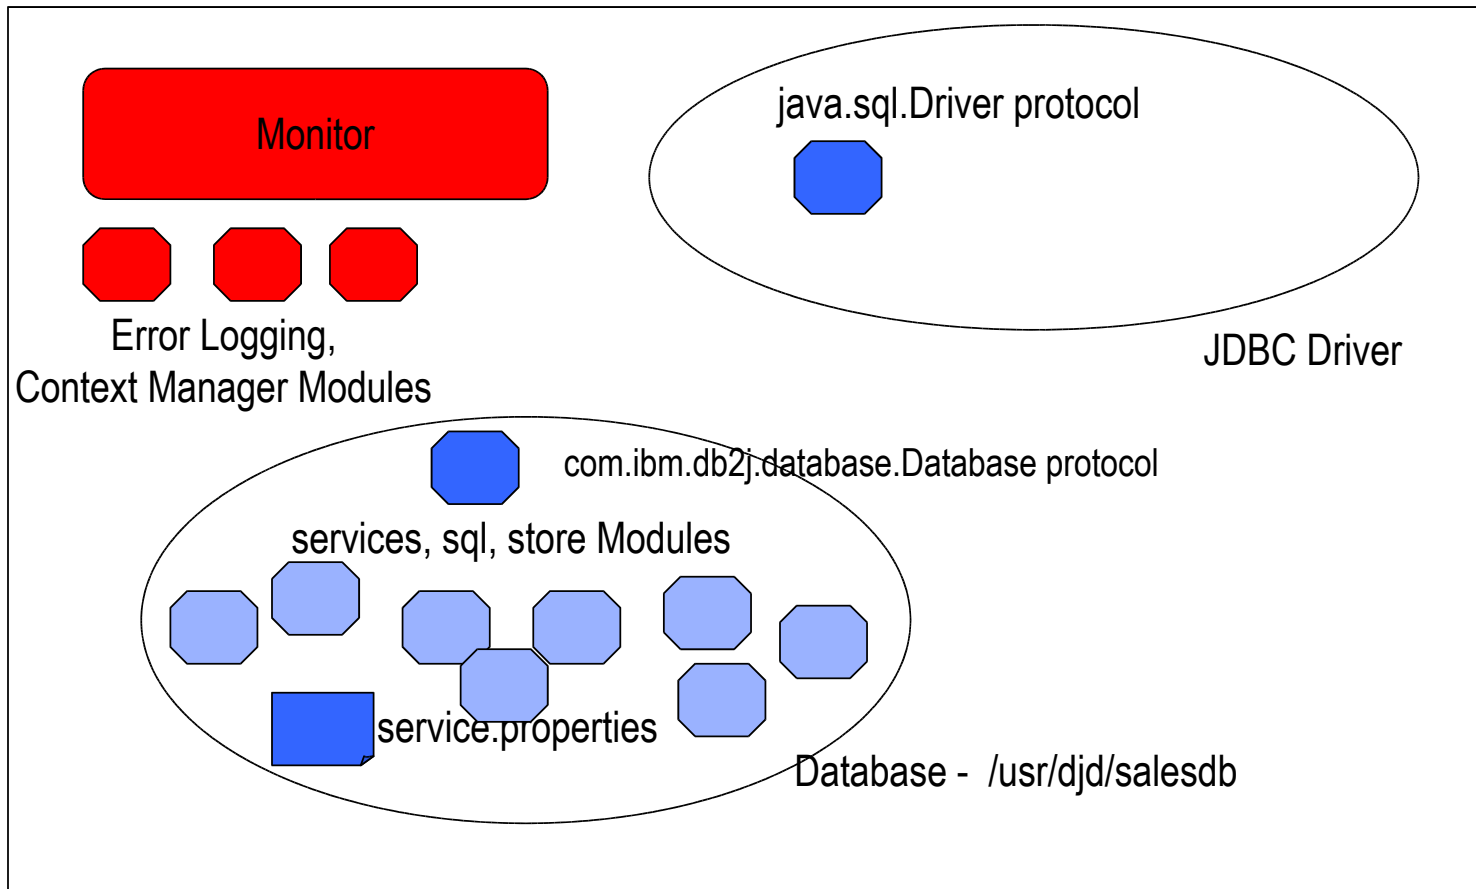 java.sql.Driver protocol
Monitor
Error Logging,
Context Manager Modules
JDBC Driver
com.ibm.db2j.database.Database protocol
services, sql, store Modules
service.properties
Database - /usr/djd/salesdb